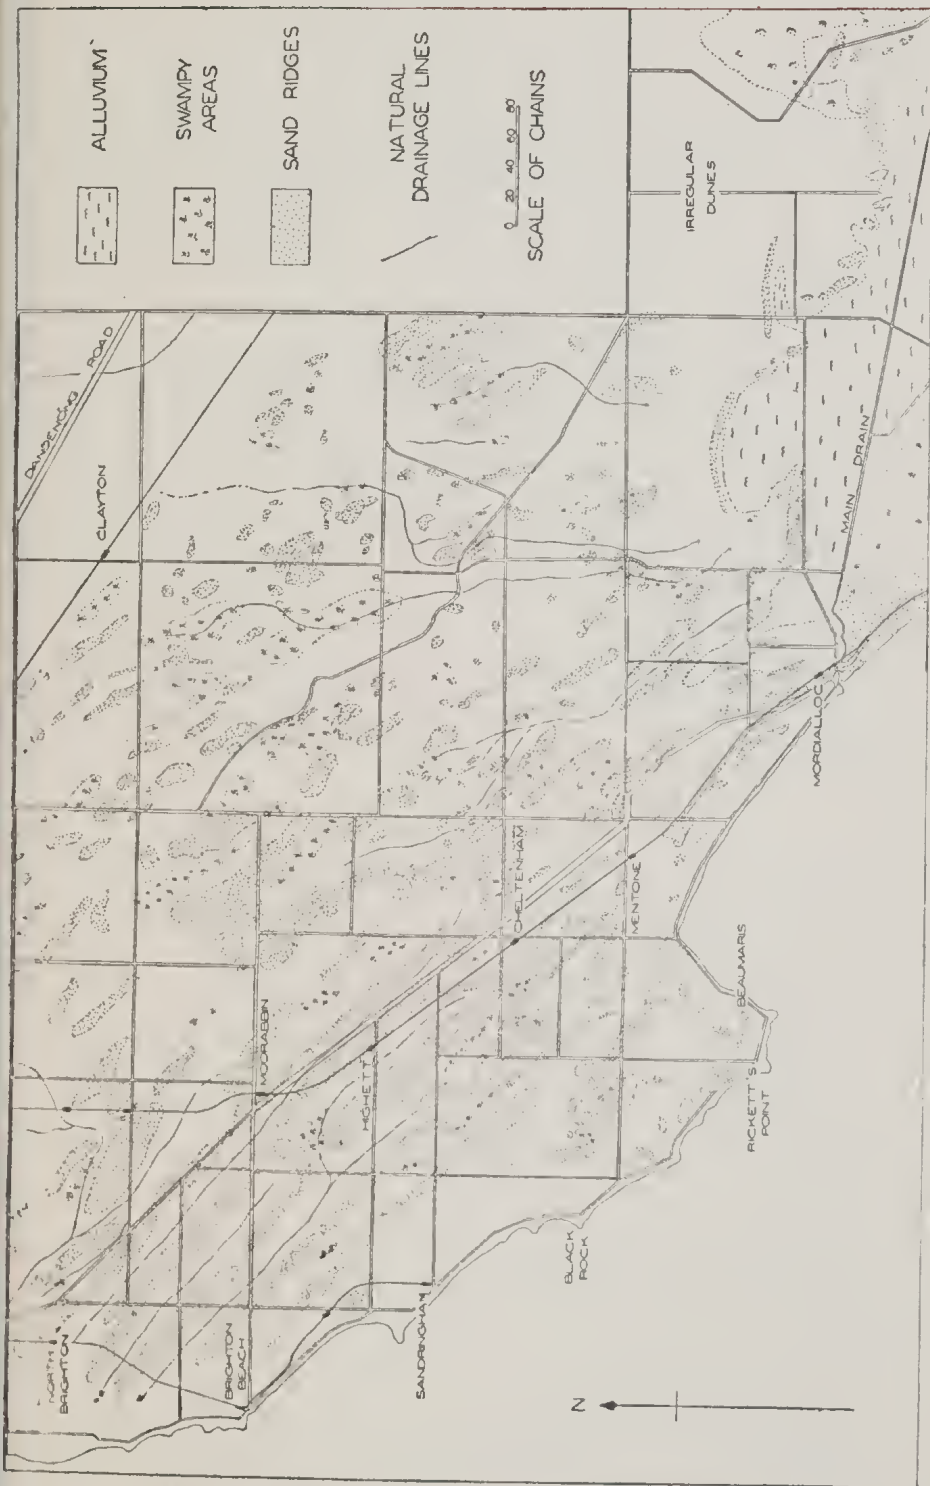 ALLUVIUM
SWAMPY
AREAS
SAND RIDGES
NATURAL
DRAINAGE LINES
0 20 40 60 80
SCALE OF CHAINS
DANDENONG ROAD
CLAYTON
IRREGULAR
DUNES
MAIN DRAIN
MORDIALLOC
CHELTENHAM
MENTONE
BEAUMARIS
RICKETT'S
POINT
MOORABBIN
HIGHETT
BLACK
ROCK
SANDRINGHAM
BRIGHTON
BEACH
NORTH
BRIGHTON
N